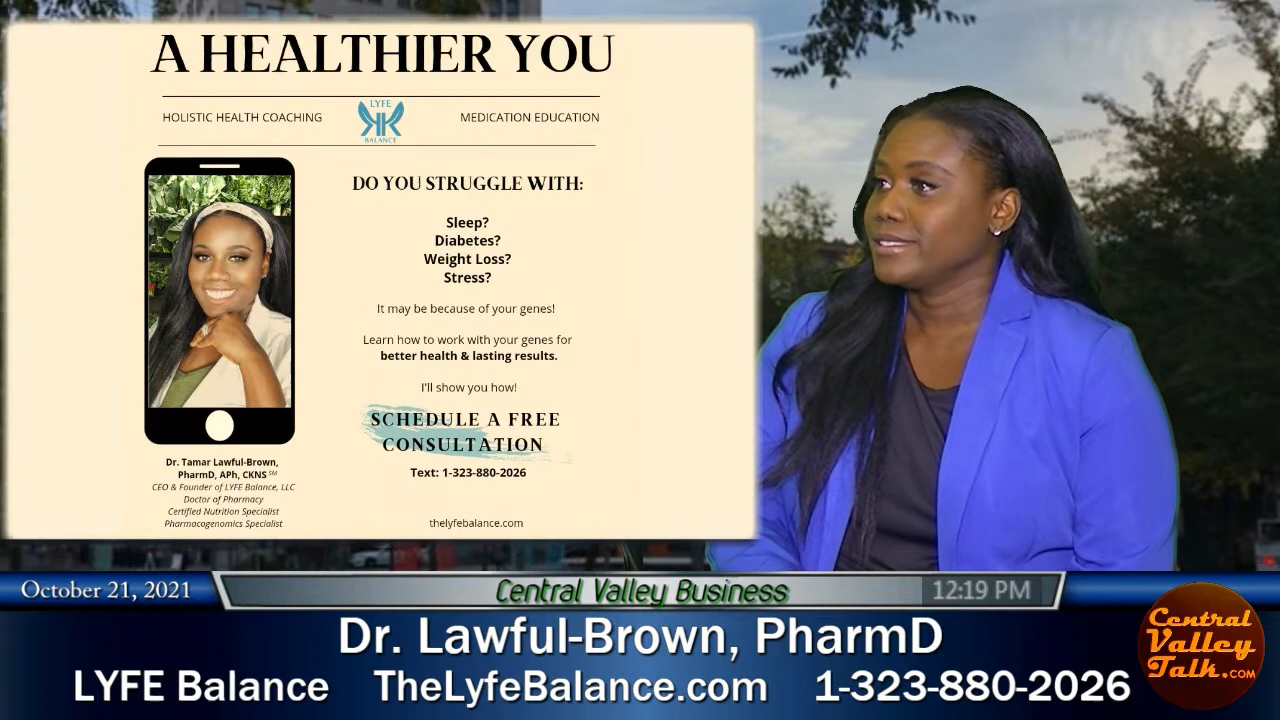 A HEALTHIER YOU
HOLISTIC HEALTH COACHING
LYFE
BALANCE
MEDICATION EDUCATION
DO YOU STRUGGLE WITH:
Sleep?
Diabetes?
Weight Loss?
Stress?
It may be because of your genes!
Learn how to work with your genes for
better health & lasting results.
I'll show you how!
SCHEDULE A FREE
CONSULTATION
Text: 1-323-880-2026
thelyfebalance.com
Dr. Tamar Lawful-Brown,
PharmD, APh, CKNS SM
CEO & Founder of LYFE Balance, LLC
Doctor of Pharmacy
Certified Nutrition Specialist
Pharmacogenomics Specialist
October 21, 2021
Central Valley Business
12:19 PM
Dr. Lawful-Brown, PharmD
LYFE Balance TheLyfeBalance.com 1-323-880-2026
Central
Valley
Talk.COM